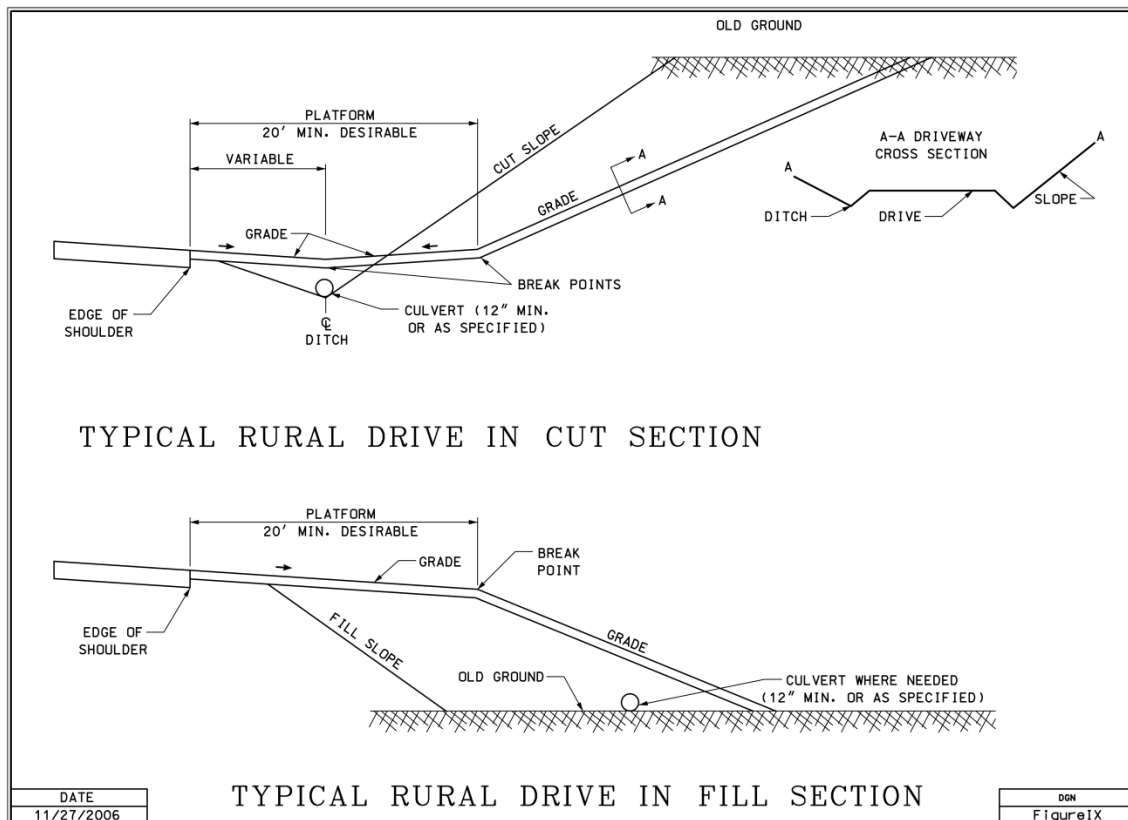 OLD GROUND
PLATFORM
20' MIN. DESIRABLE
VARIABLE
CUT SLOPE
A-A DRIVEWAY
CROSS SECTION
A
A
A
A
GRADE
SLOPE
DITCH
DRIVE
GRADE
BREAK POINTS
EDGE OF
SHOULDER
CULVERT (12" MIN.
OR AS SPECIFIED)
℄
DITCH
TYPICAL RURAL DRIVE IN CUT SECTION
PLATFORM
20' MIN. DESIRABLE
GRADE
BREAK
POINT
EDGE OF
SHOULDER
FILL SLOPE
GRADE
OLD GROUND
CULVERT WHERE NEEDED
(12" MIN. OR AS SPECIFIED)
TYPICAL RURAL DRIVE IN FILL SECTION
DATE
11/27/2006
DGN
FigureIX